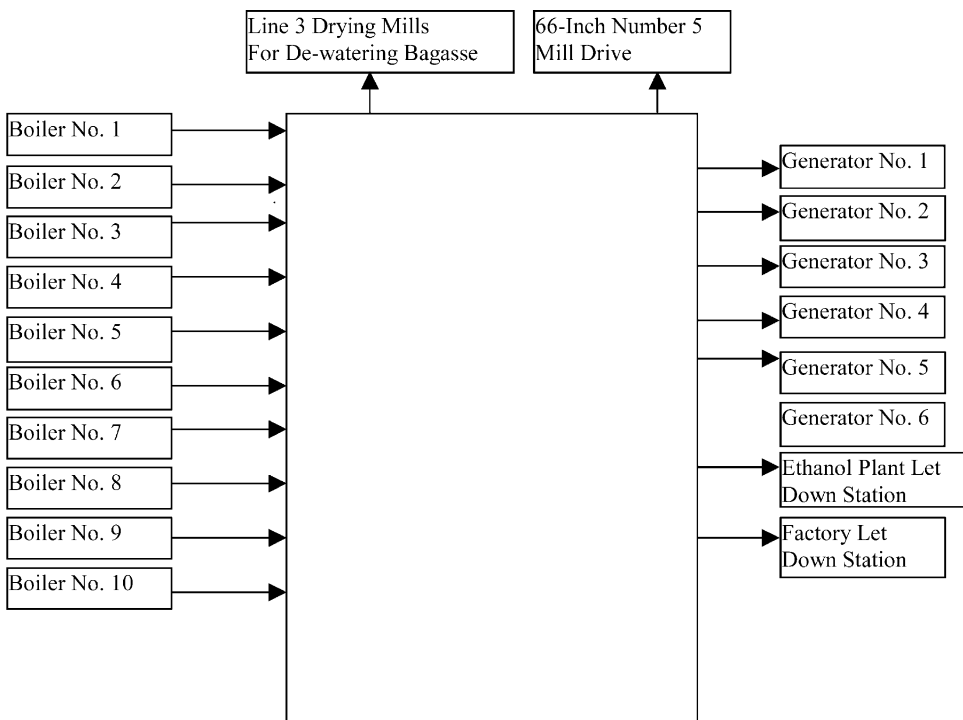 Line 3 Drying Mills
For De-watering Bagasse
66-Inch Number 5
Mill Drive
Boiler No. 1
Boiler No. 2
Boiler No. 3
Boiler No. 4
Boiler No. 5
Boiler No. 6
Boiler No. 7
Boiler No. 8
Boiler No. 9
Boiler No. 10
Generator No. 1
Generator No. 2
Generator No. 3
Generator No. 4
Generator No. 5
Generator No. 6
Ethanol Plant Let
Down Station
Factory Let
Down Station